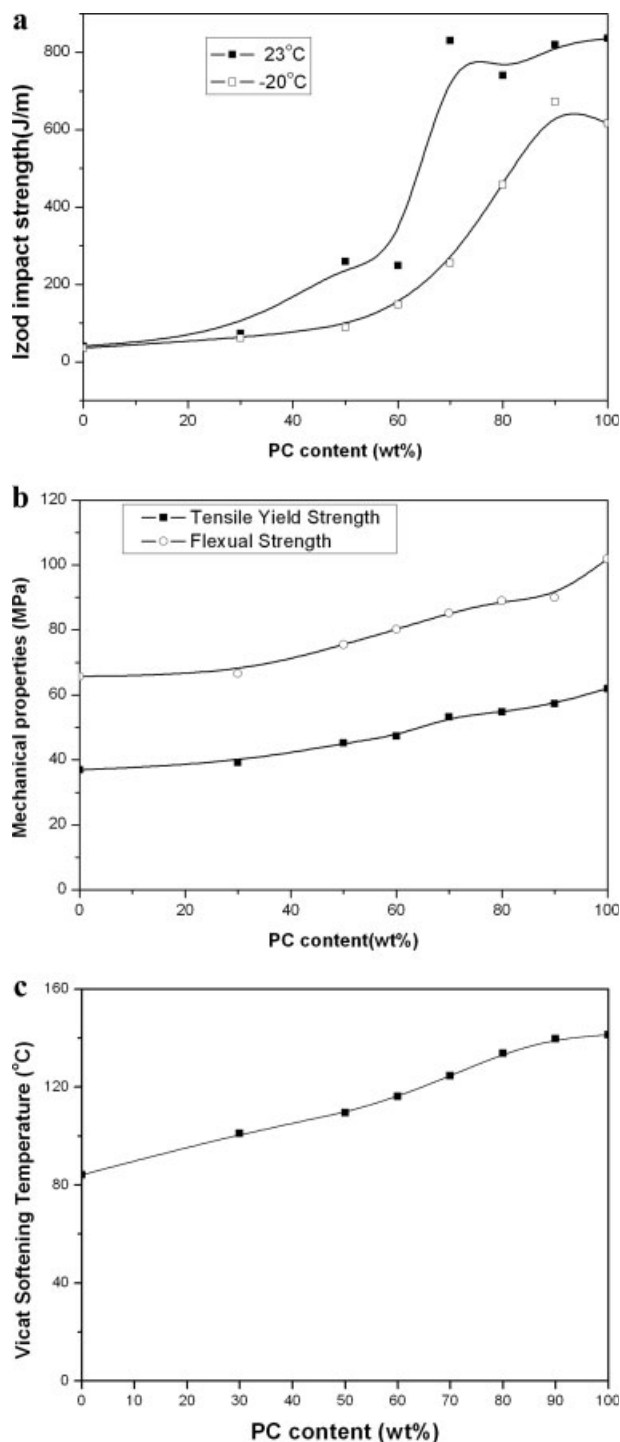 a
23°C
-20°C
Izod impact strength(J/m)
800
600
400
200
0
0 20 40 60 80 100
PC content (wt%)
b
Tensile Yield Strength
Flexual Strength
Mechanical properties (MPa)
120
100
80
60
40
20
0
0 20 40 60 80 100
PC content(wt%)
c
Vicat Softening Temperature (°C)
160
120
80
40
0
0 10 20 30 40 50 60 70 80 90 100
PC content (wt%)